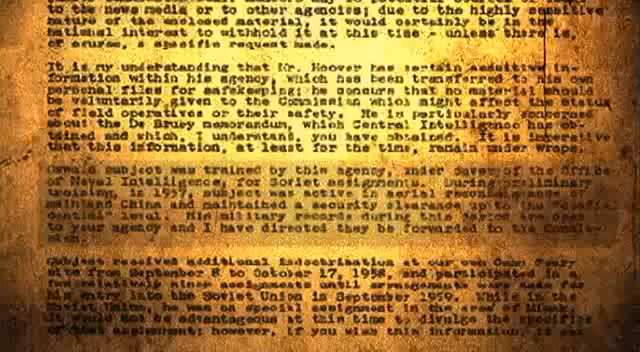 to the news media or to other agencies; due to the highly sensitive
nature of the enclosed material, it would certainly be in the
national interest to withhold it at this time - unless there is,
of course, a specific request made.
It is my understanding that Mr. Hoover has certain sensitive in-
formation within his agency, which has been transferred to his own
personal files for safekeeping; he concurs that no material should
be voluntarily given to the Commission which might affect the status
of field operatives or their safety. He is particularly concerned
about the De Bruey memorandum, which Central Intelligence has ob-
tained and which, I understand, you have obtained. It is imperative
that this information, at least for the time, remain under wraps.
subject was trained by this agency, under cover of the Office
of Naval Intelligence, for Soviet assignments. During preliminary
training, in 1957, subject was active in aerial reconnaissance of
mainland China and maintained a security clearance up to the
level. His military records during this period are open
to your agency and I have directed they be forwarded to the Commis-
sion.
Subject received additional indoctrination at our own Camp Peary
site from September 8 to October 17, 1958, and participated in a
few relatively minor assignments until arrangements were made for
his entry into the Soviet Union in September 1959. While in the
Soviet Union, he was on special assignment in the area of Minsk.
It would not be advantageous at this time to divulge the specifics
of that assignment; however, if you wish this information, it